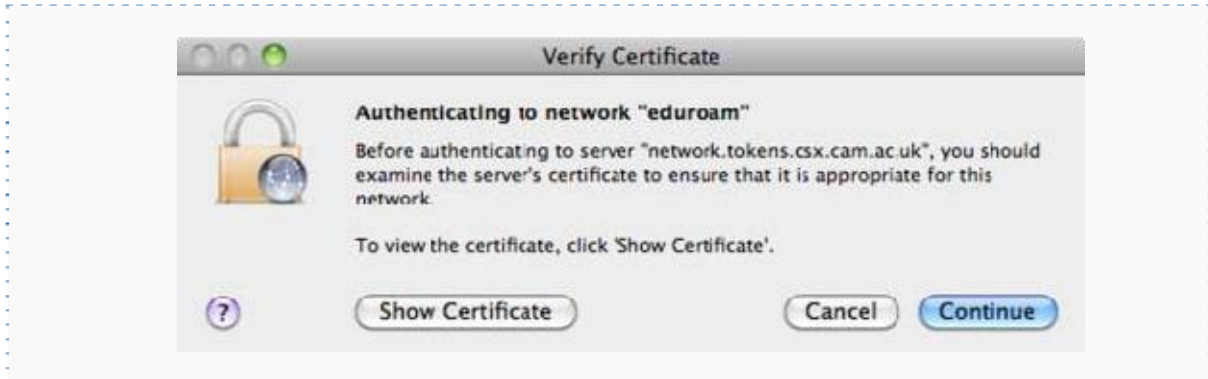 Verify Certificate
Authenticating to network "eduroam"
Before authenticating to server "network.tokens.csx.cam.ac.uk", you should
examine the server's certificate to ensure that it is appropriate for this
network.
To view the certificate, click 'Show Certificate'.
?
Show Certificate
Cancel
Continue